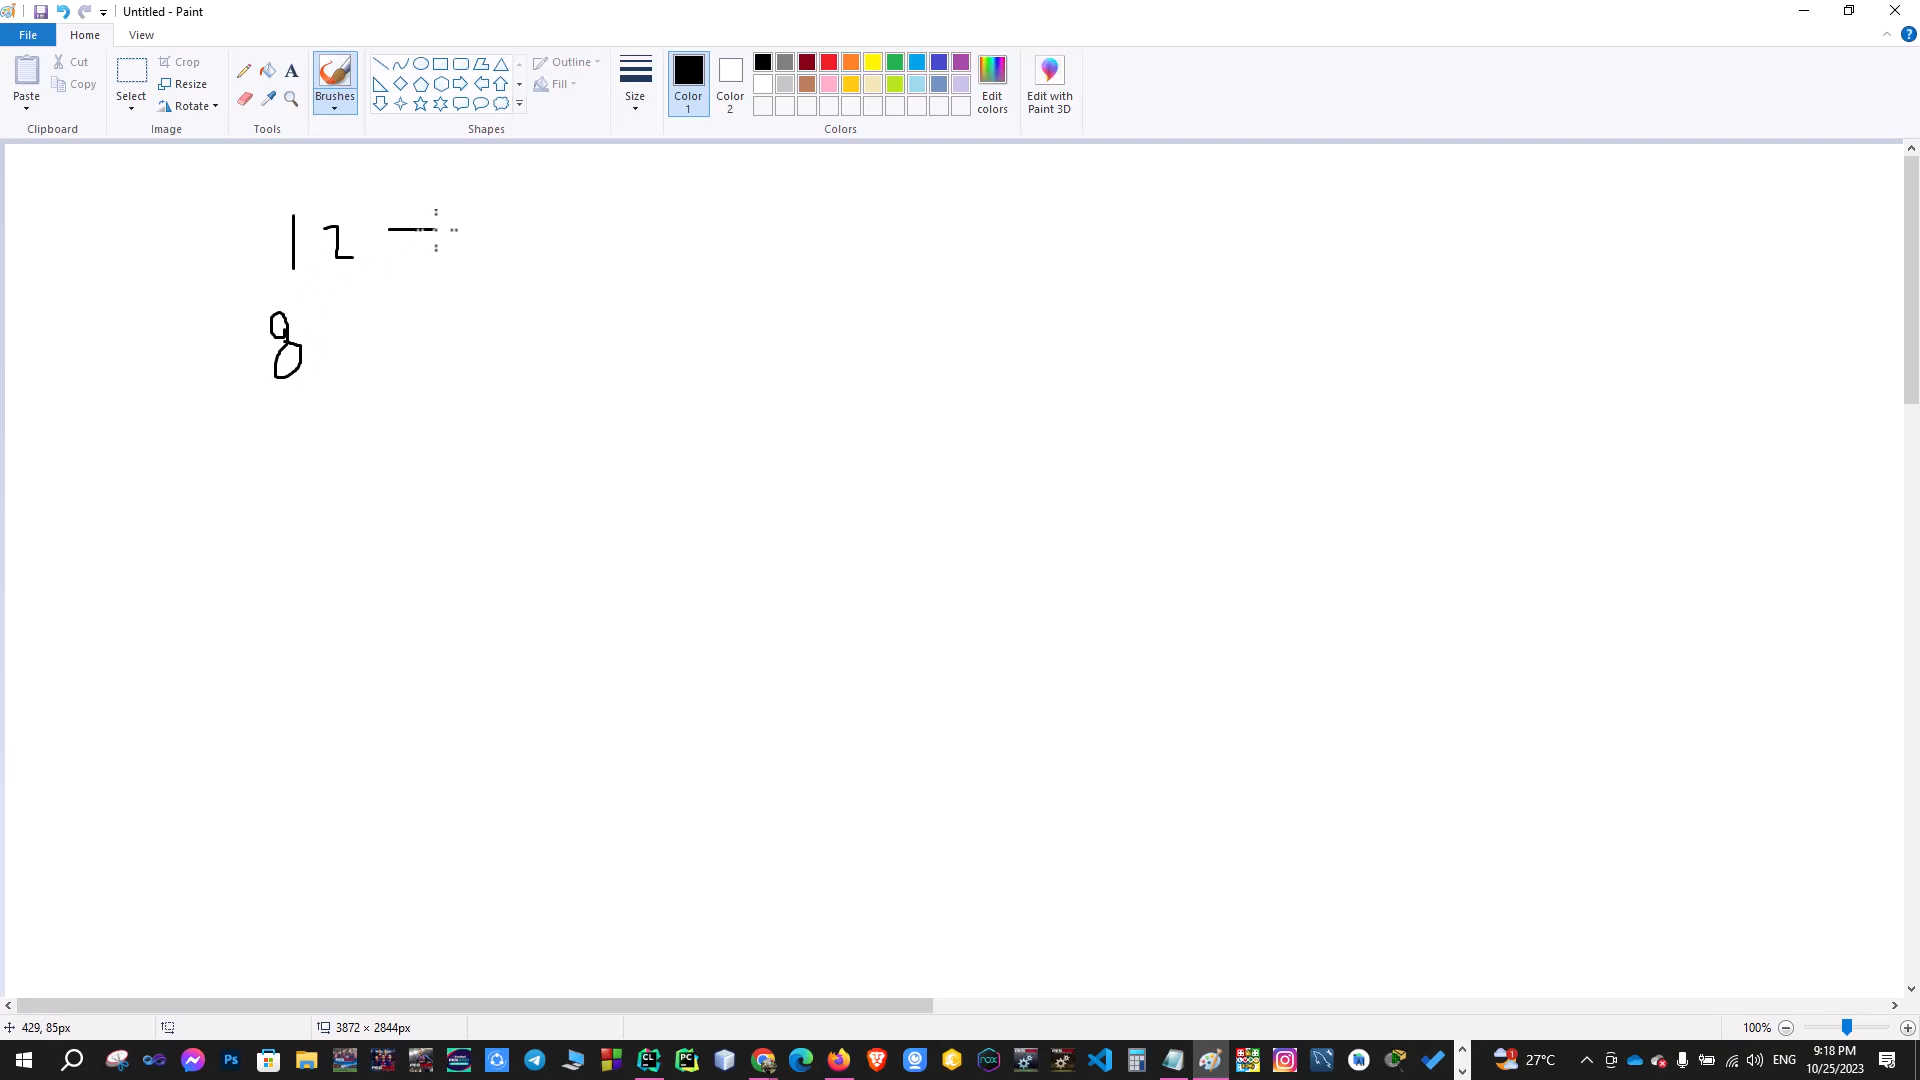 Untitled - Paint
File Home View
Paste Cut Copy Select Crop Resize Rotate Brushes Outline Fill Size Color 1 Color 2 Edit colors Edit with Paint 3D
Clipboard Image Tools A Shapes Colors
12 —
8
429, 85px 3872 × 2844px 100%
27°C ENG 9:18 PM
10/25/2023